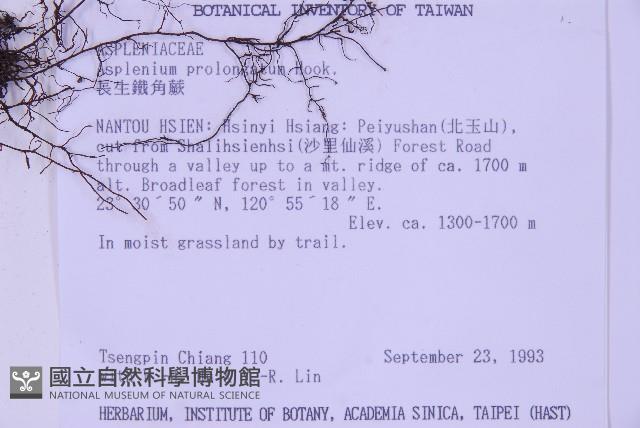 BOTANICAL INVENTORY OF TAIWAN
ASPLENIACEAE
Asplenium prolongatum Hook.
長生鐵角蕨
NANTOU HSIEN: Hsinyi Hsiang: Peiyushan(北玉山),
cut from Shalihsienhsi(沙里仙溪) Forest Road
through a valley up to a mt. ridge of ca. 1700 m
alt. Broadleaf forest in valley.
23° 30´50 ″ N, 120° 55´18 ″ E.
Elev. ca. 1300-1700 m
In moist grassland by trail.
Tsengpin Chiang 110 September 23, 1993
-R. Lin
國立自然科學博物館
NATIONAL MUSEUM OF NATURAL SCIENCE
HERBARIUM, INSTITUTE OF BOTANY, ACADEMIA SINICA, TAIPEI (HAST)